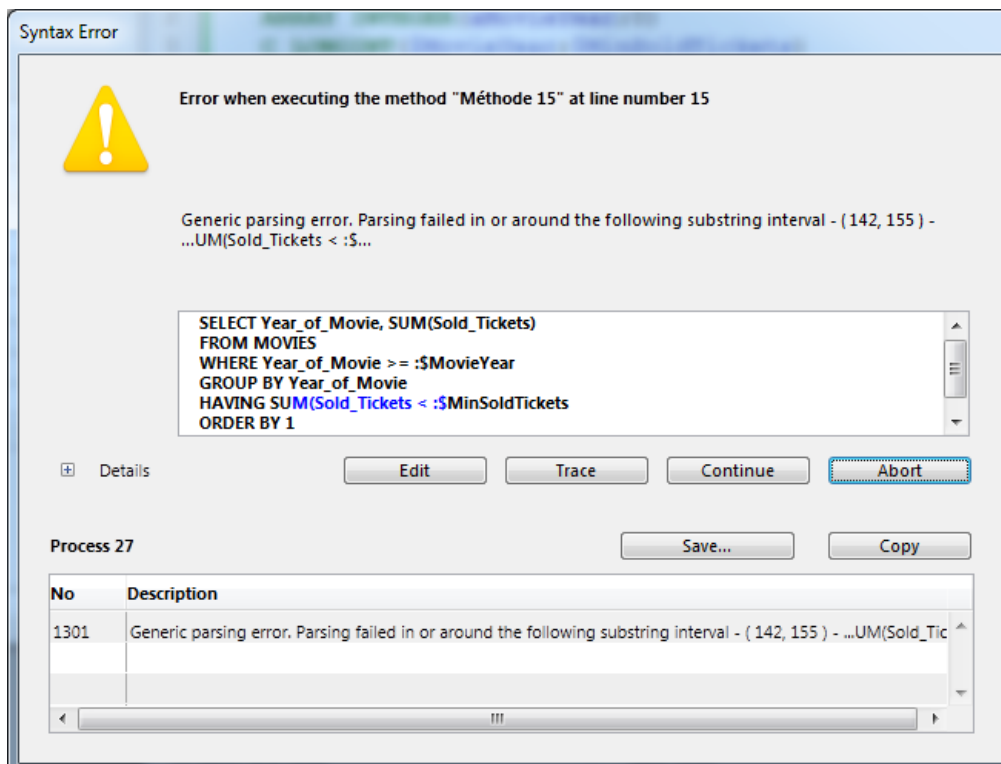 Syntax Error
Error when executing the method "Méthode 15" at line number 15
Generic parsing error. Parsing failed in or around the following substring interval - ( 142, 155 ) -
...UM(Sold_Tickets < :$...
SELECT Year_of_Movie, SUM(Sold_Tickets)
FROM MOVIES
WHERE Year_of_Movie >= :$MovieYear
GROUP BY Year_of_Movie
HAVING SUM(Sold_Tickets < :$MinSoldTickets
ORDER BY 1
Details
Edit
Trace
Continue
Abort
Process 27
Save...
Copy
No Description
1301 Generic parsing error. Parsing failed in or around the following substring interval - ( 142, 155 ) - ...UM(Sold_Tic